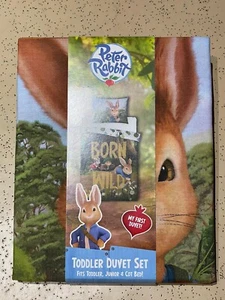 Peter
Rabbit
BORN
WILD
MY FIRST
DUVET!
TODDLER DUVET SET
FITS TODDLER, JUNIOR & COT BED!